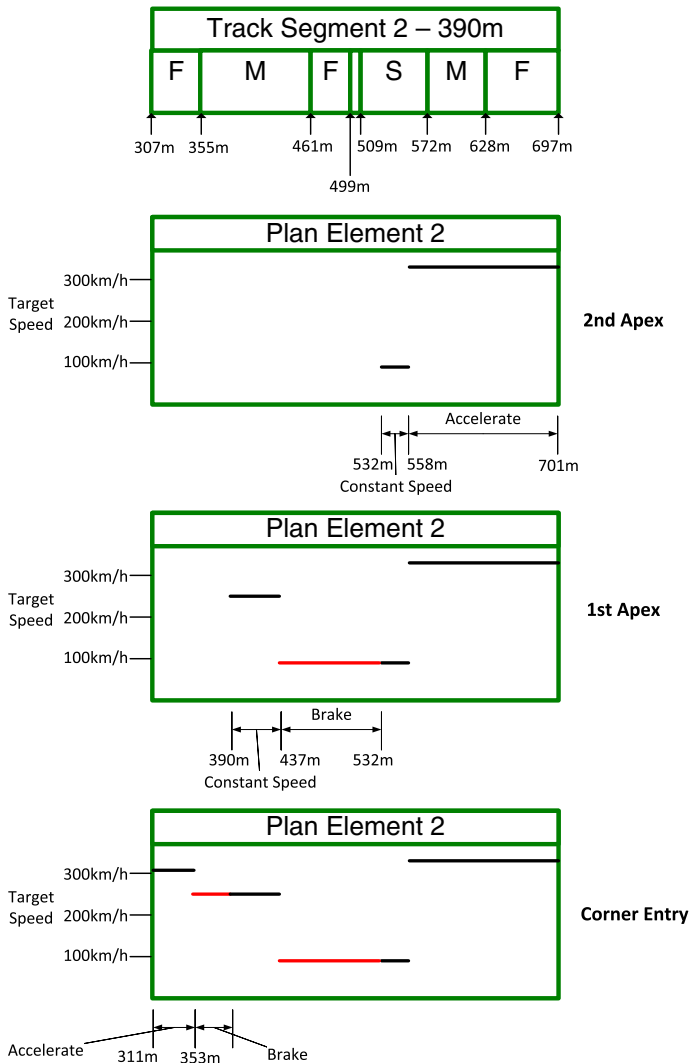 Track Segment 2 – 390m
F M F S M F
307m 355m 461m 509m 572m 628m 697m
499m
Plan Element 2
300km/h
Target
Speed
200km/h
2nd Apex
100km/h
Accelerate
532m 558m 701m
Constant Speed
Plan Element 2
300km/h
Target
Speed
200km/h
1st Apex
100km/h
Brake
390m 437m 532m
Constant Speed
Plan Element 2
300km/h
Target
Speed
200km/h
Corner Entry
100km/h
Accelerate 311m 353m Brake